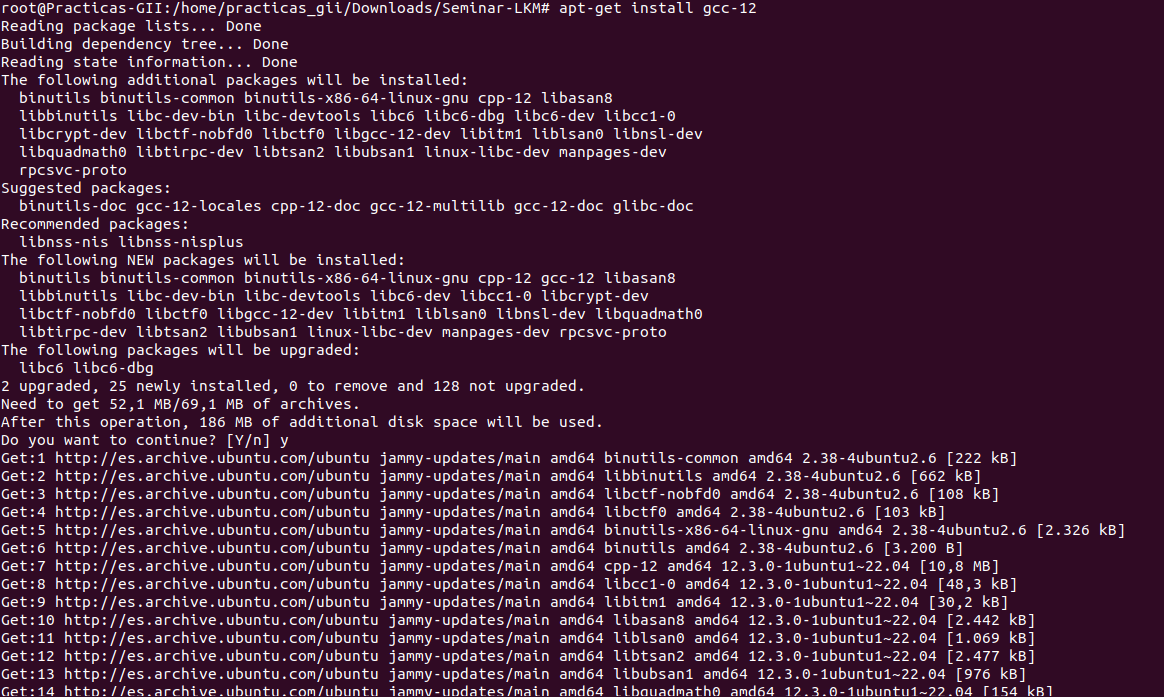 root@Practicas-GII:/home/practicas_gii/Downloads/Seminar-LKM# apt-get install gcc-12
Reading package lists... Done
Building dependency tree... Done
Reading state information... Done
The following additional packages will be installed:
  binutils binutils-common binutils-x86-64-linux-gnu cpp-12 libasan8
  libbinutils libc-dev-bin libc-devtools libc6 libc6-dbg libc6-dev libcc1-0
  libcrypt-dev libctf-nobfd0 libctf0 libgcc-12-dev libitm1 liblsan0 libnsl-dev
  libquadmath0 libtirpc-dev libtsan2 libubsan1 linux-libc-dev manpages-dev
  rpcsvc-proto
Suggested packages:
  binutils-doc gcc-12-locales cpp-12-doc gcc-12-multilib gcc-12-doc glibc-doc
Recommended packages:
  libnss-nis libnss-nisplus
The following NEW packages will be installed:
  binutils binutils-common binutils-x86-64-linux-gnu cpp-12 gcc-12 libasan8
  libbinutils libc-dev-bin libc-devtools libc6-dev libcc1-0 libcrypt-dev
  libctf-nobfd0 libctf0 libgcc-12-dev libitm1 liblsan0 libnsl-dev libquadmath0
  libtirpc-dev libtsan2 libubsan1 linux-libc-dev manpages-dev rpcsvc-proto
The following packages will be upgraded:
  libc6 libc6-dbg
2 upgraded, 25 newly installed, 0 to remove and 128 not upgraded.
Need to get 52,1 MB/69,1 MB of archives.
After this operation, 186 MB of additional disk space will be used.
Do you want to continue? [Y/n] y
Get:1 http://es.archive.ubuntu.com/ubuntu jammy-updates/main amd64 binutils-common amd64 2.38-4ubuntu2.6 [222 kB]
Get:2 http://es.archive.ubuntu.com/ubuntu jammy-updates/main amd64 libbinutils amd64 2.38-4ubuntu2.6 [662 kB]
Get:3 http://es.archive.ubuntu.com/ubuntu jammy-updates/main amd64 libctf-nobfd0 amd64 2.38-4ubuntu2.6 [108 kB]
Get:4 http://es.archive.ubuntu.com/ubuntu jammy-updates/main amd64 libctf0 amd64 2.38-4ubuntu2.6 [103 kB]
Get:5 http://es.archive.ubuntu.com/ubuntu jammy-updates/main amd64 binutils-x86-64-linux-gnu amd64 2.38-4ubuntu2.6 [2.326 kB]
Get:6 http://es.archive.ubuntu.com/ubuntu jammy-updates/main amd64 binutils amd64 2.38-4ubuntu2.6 [3.200 B]
Get:7 http://es.archive.ubuntu.com/ubuntu jammy-updates/main amd64 cpp-12 amd64 12.3.0-1ubuntu1~22.04 [10,8 MB]
Get:8 http://es.archive.ubuntu.com/ubuntu jammy-updates/main amd64 libcc1-0 amd64 12.3.0-1ubuntu1~22.04 [48,3 kB]
Get:9 http://es.archive.ubuntu.com/ubuntu jammy-updates/main amd64 libitm1 amd64 12.3.0-1ubuntu1~22.04 [30,2 kB]
Get:10 http://es.archive.ubuntu.com/ubuntu jammy-updates/main amd64 libasan8 amd64 12.3.0-1ubuntu1~22.04 [2.442 kB]
Get:11 http://es.archive.ubuntu.com/ubuntu jammy-updates/main amd64 liblsan0 amd64 12.3.0-1ubuntu1~22.04 [1.069 kB]
Get:12 http://es.archive.ubuntu.com/ubuntu jammy-updates/main amd64 libtsan2 amd64 12.3.0-1ubuntu1~22.04 [2.477 kB]
Get:13 http://es.archive.ubuntu.com/ubuntu jammy-updates/main amd64 libubsan1 amd64 12.3.0-1ubuntu1~22.04 [976 kB]
Get:14 http://es.archive.ubuntu.com/ubuntu jammy-updates/main amd64 libquadmath0 amd64 12.3.0-1ubuntu1~22.04 [154 kB]